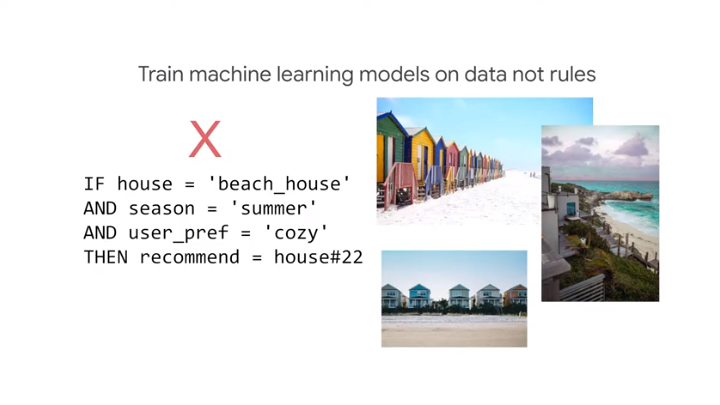 Train machine learning models on data not rules
X
IF house = 'beach_house'
AND season = 'summer'
AND user_pref = 'cozy'
THEN recommend = house#22